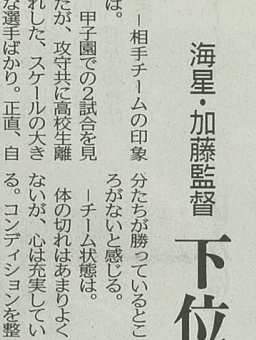 海星・加藤監督
下位
―相手チームの印象
は。
甲子園での2試合を見
たが、攻守共に高校生離
れした、スケールの大き
な選手ばかり。正直、自
分たちが勝っているとこ
ろがないと感じる。
―チーム状態は。
体の切れはあまりよく
ないが、心は充実してい
る。コンディションを整